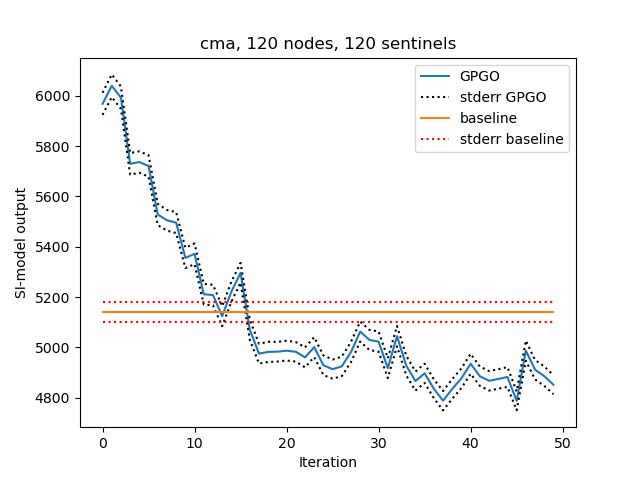 cma, 120 nodes, 120 sentinels
GPGO
stderr GPGO
baseline
stderr baseline
SI-model output
6000
5800
5600
5400
5200
5000
4800
0 10 20 30 40 50
Iteration